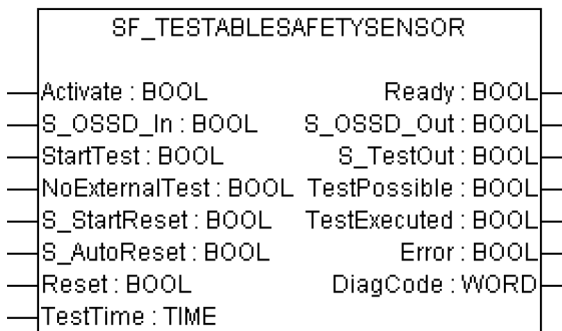 SF_TESTABLESAFETYSENSOR
Activate : BOOL Ready : BOOL
S_OSSD_In : BOOL S_OSSD_Out : BOOL
StartTest : BOOL S_TestOut : BOOL
NoExternalTest : BOOL TestPossible : BOOL
S_StartReset : BOOL TestExecuted : BOOL
S_AutoReset : BOOL Error : BOOL
Reset : BOOL DiagCode : WORD
TestTime : TIME